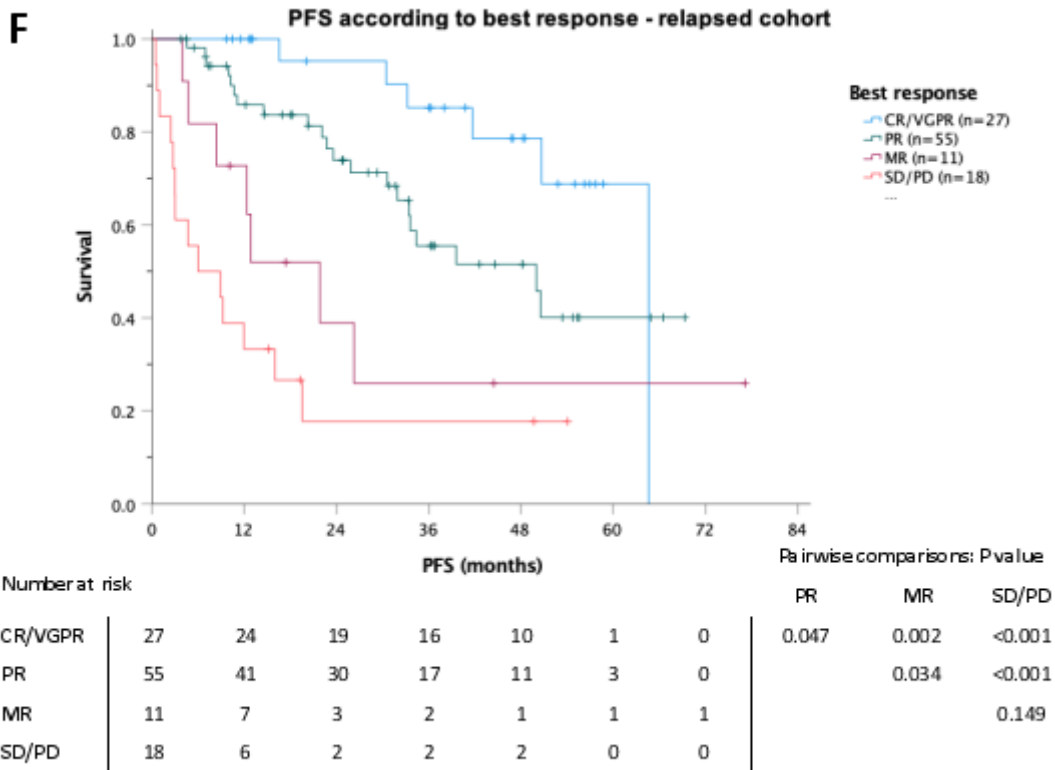 F
PFS according to best response - relapsed cohort
Best response
CR/VGPR (n=27)
PR (n=55)
MR (n=11)
SD/PD (n=18)
...
Survival
1.0
0.8
0.6
0.4
0.2
0.0
0 12 24 36 48 60 72 84
PFS (months)
Pairwise comparisons: P value
Number at risk
PR MR SD/PD
CR/VGPR 27 24 19 16 10 1 0 0.047 0.002 <0.001
PR 55 41 30 17 11 3 0 0.034 <0.001
MR 11 7 3 2 1 1 1 0.149
SD/PD 18 6 2 2 2 0 0